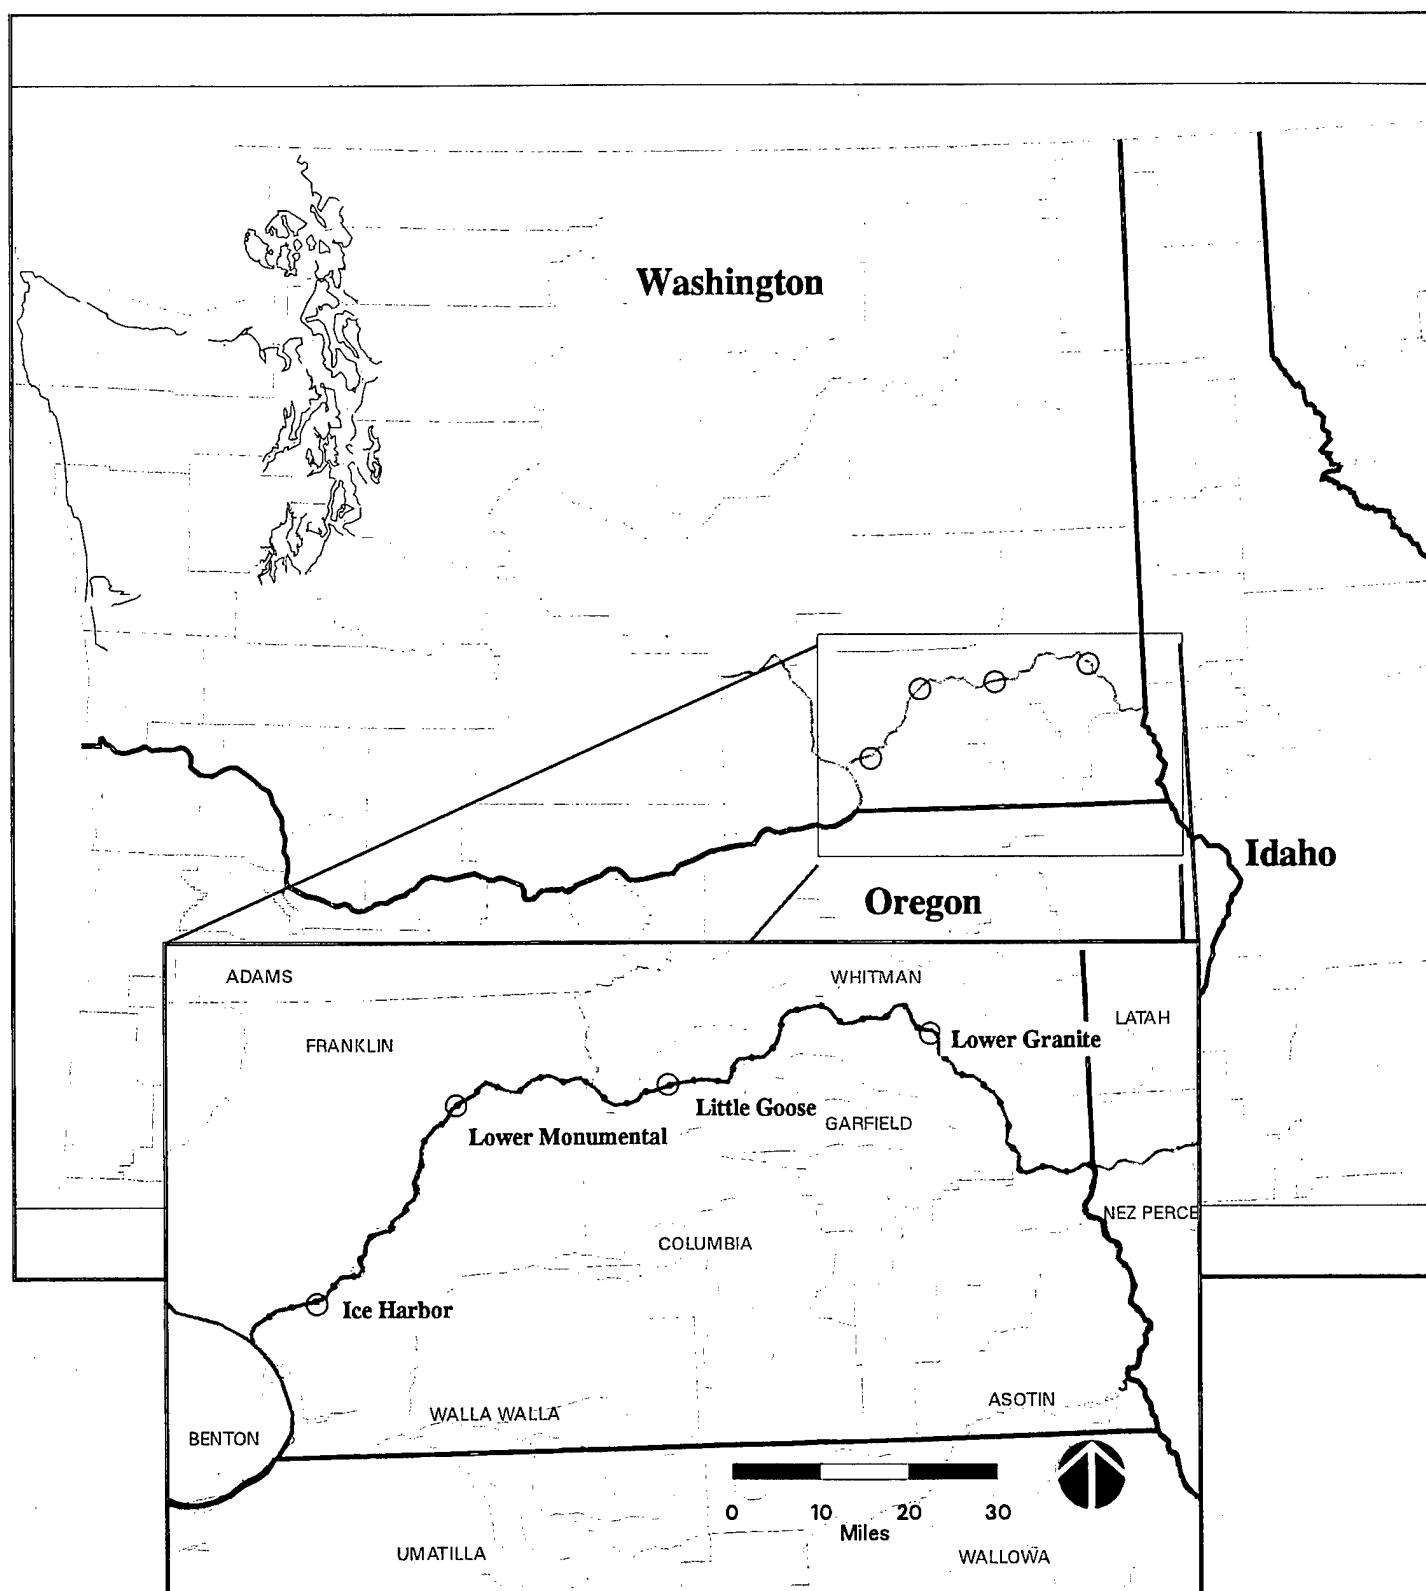 Washington
Idaho
Oregon
ADAMS
WHITMAN
LATAH
FRANKLIN
Lower Granite
Little Goose
GARFIELD
Lower Monumental
NEZ PERCE
COLUMBIA
Ice Harbor
ASOTIN
WALLA WALLA
BENTON
0 10 20 30
Miles
UMATILLA
WALLOWA